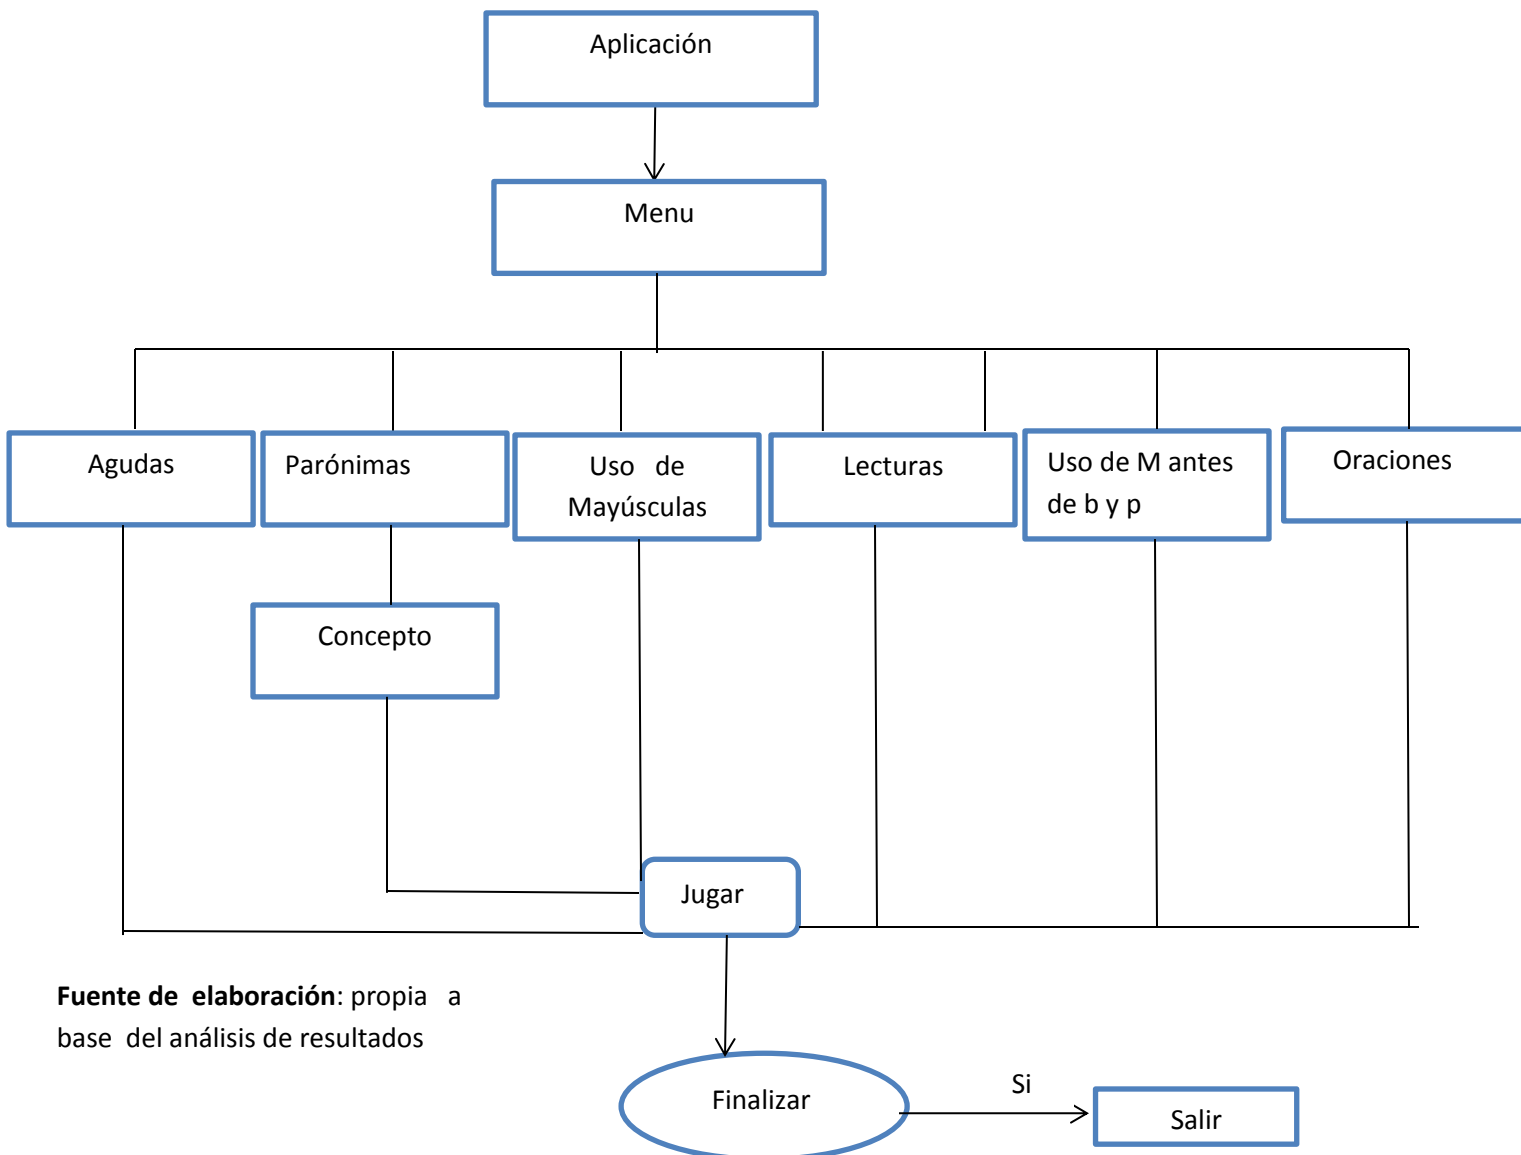 Aplicación
Menu
Agudas
Parónimas
Uso de
Mayúsculas
Lecturas
Uso de M antes
de b y p
Oraciones
Concepto
Jugar
Fuente de elaboración: propia a
base del análisis de resultados
Finalizar
Si
Salir